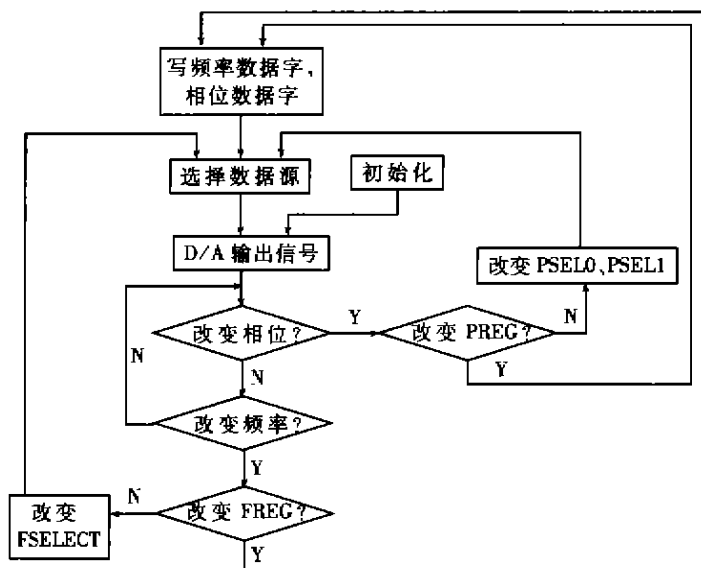 写频率数据字,
相位数据字
选择数据源
初始化
D/A 输出信号
改变 PSEL0、PSEL1
改变相位?
Y
改变 PREG?
N
N
N
Y
改变频率?
Y
N
改变 FREG?
改变
FSELECT
Y